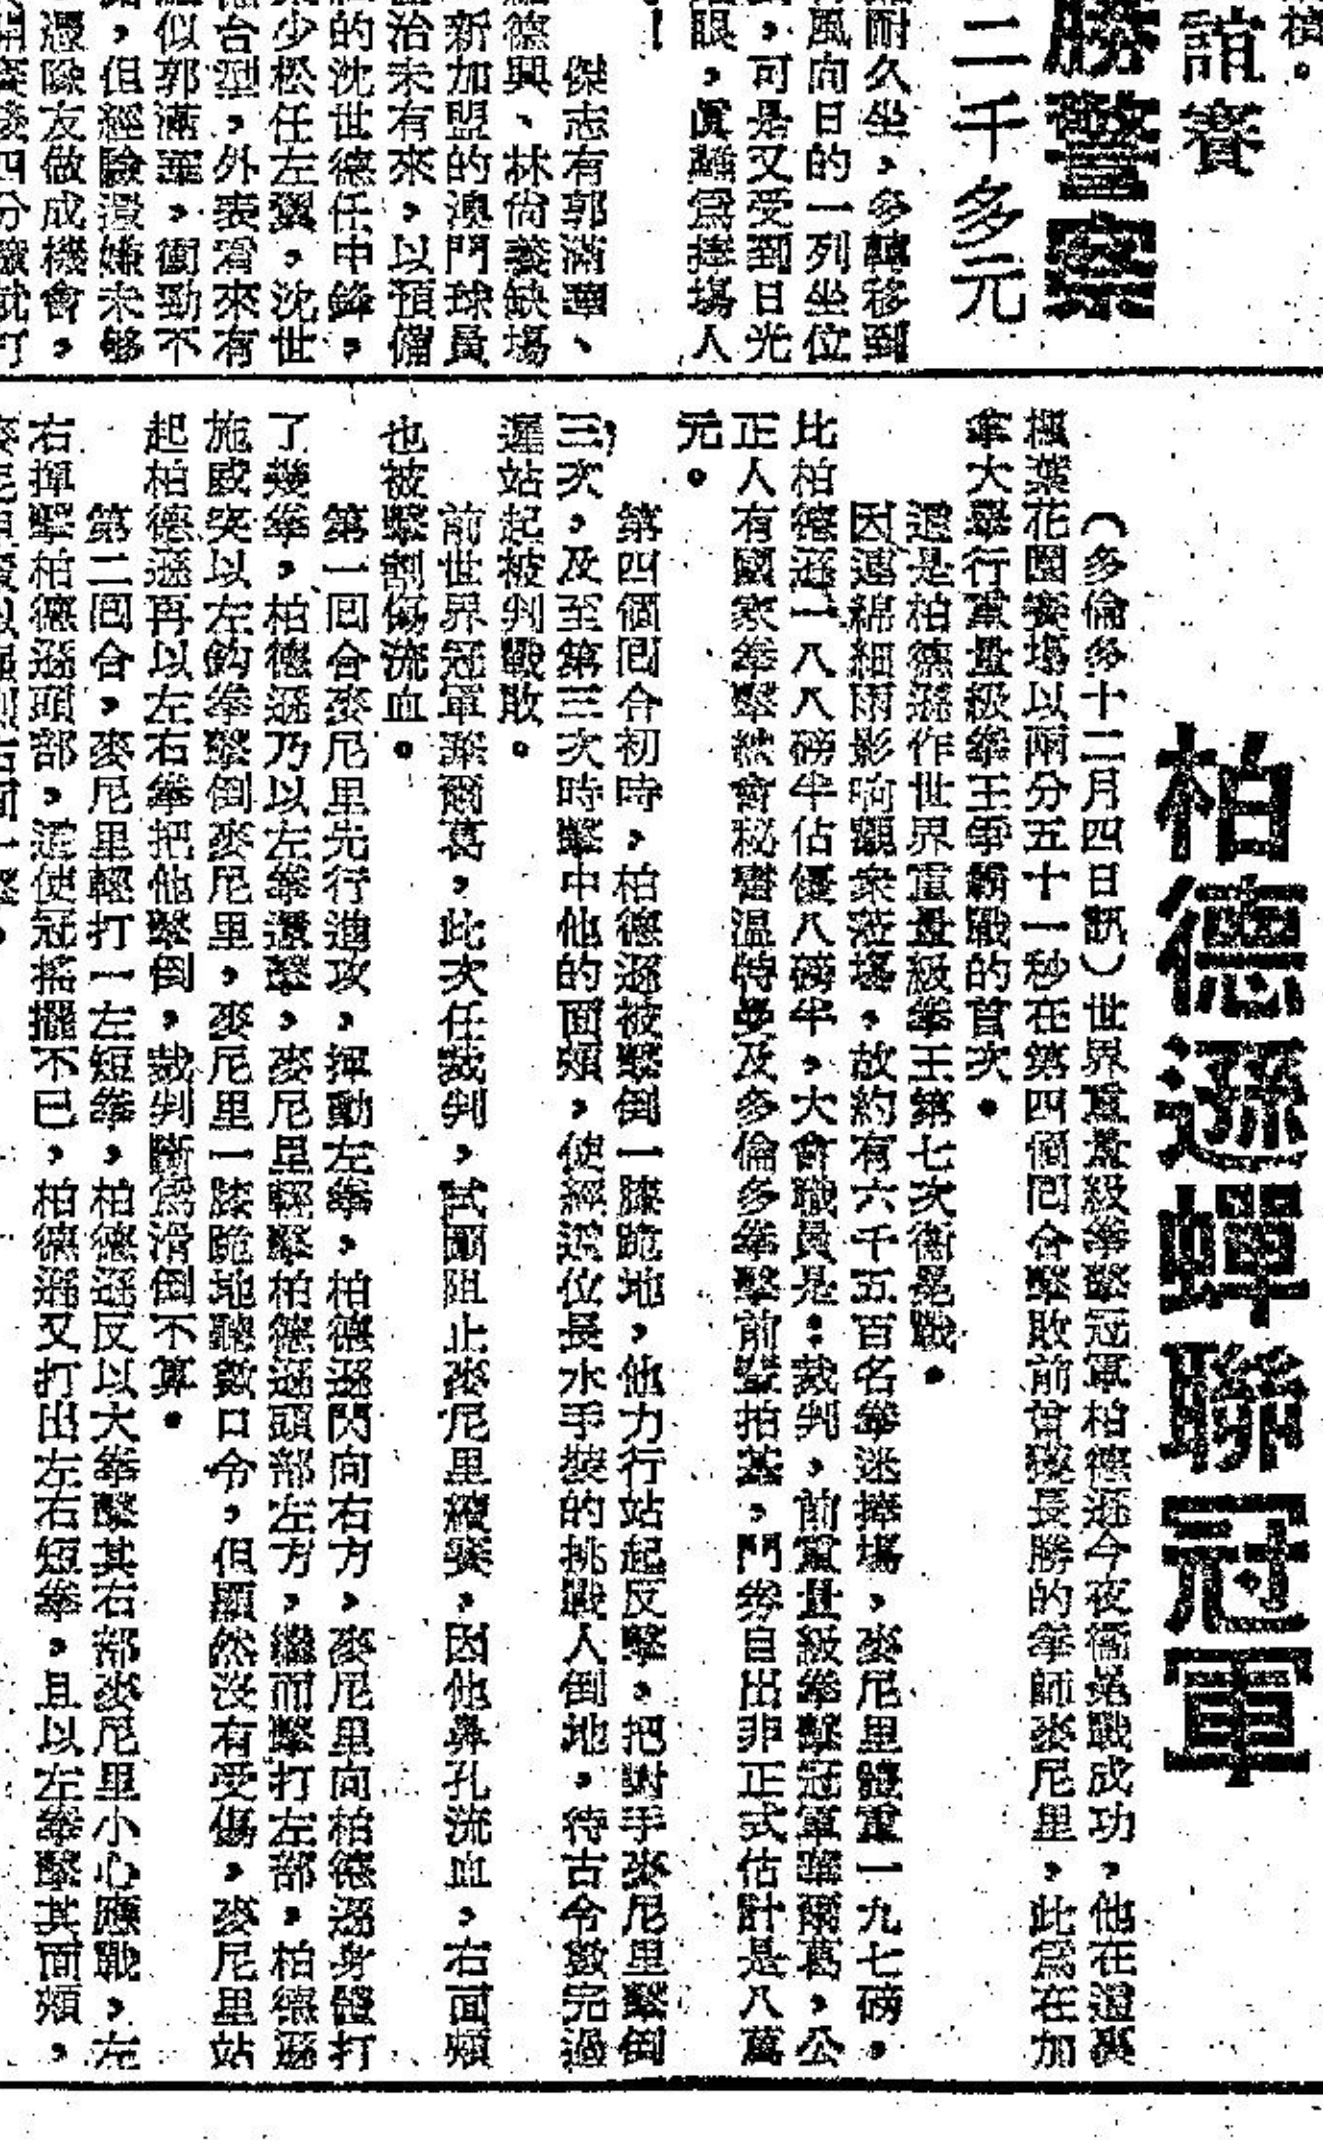 誼賽
勝警察
千多元
耐久坐，多轉移到
風向日的一列坐位
，可是又受到日光
眼，眞難爲捧場人
！
傑志有郭滿華、
德興、林尙義缺場
新加盟的澳門球員
治未有來，以預備
的沈世德任中鋒，
少松任左翼，沈世
台型，外表看來有
似郭滿華，衝勁不
，但經驗還嫌未够
憑隊友做成機會，
柏德遜蟬聯冠軍
（多倫多十二月四日訊）世界重量級拳擊冠軍柏德遜今夜衞冕戰成功，他在這裏
楓葉花園賽塲以兩分五十一秒在第四個回合擊敗前曾獲長勝的拳師麥尼里，此爲在加
拿大舉行重量級拳王爭霸戰的首次。
這是柏德遜作世界重量級拳王第七次衞冕戰。
因連綿細雨影响觀衆蒞塲，故約有六千五百名拳迷捧塲，麥尼里體重一九七磅，
比柏德遜一八八磅半佔優八磅半，大會職員是：裁判，前重量級拳擊冠軍華爾葛，公
正人有國家拳擊總會秘書溫特曼及多倫多拳擊前輩拍基，門券自出非正式估計是八萬
元。
第四個回合初時，柏德遜被擊倒一膝跪地，他力行站起反擊，把對手麥尼里擊倒
三次，及至第三次時擊中他的面頰，使經過位長水手裝的挑戰人倒地，待古令數完過
遲站起被判戰敗。
前世界冠軍華爾葛，此次任裁判，試圖阻止麥尼里續賽，因他鼻孔流血，右面頰
也被擊割傷流血。
第一回合麥尼里先行進攻，揮動左拳，柏德遜閃向右方，麥尼里向柏德遜身體打
了幾拳，柏德遜乃以左拳還擊，麥尼里輕擊柏德遜頭部左方，繼而擊打左部，柏德遜
施威突以左鈎拳擊倒麥尼里，麥尼里一膝跪地聽數口令，但顯然沒有受傷，麥尼里站
起柏德遜再以左右拳把他擊倒，裁判斷爲滑倒不算。
第二回合，麥尼里輕打一左短拳，柏德遜反以大拳擊其右部麥尼里小心應戰，左
右揮擊柏德遜頭部，這使冠搖擺不已，柏德遜又打出左右短拳，且以左拳擊其面頰，